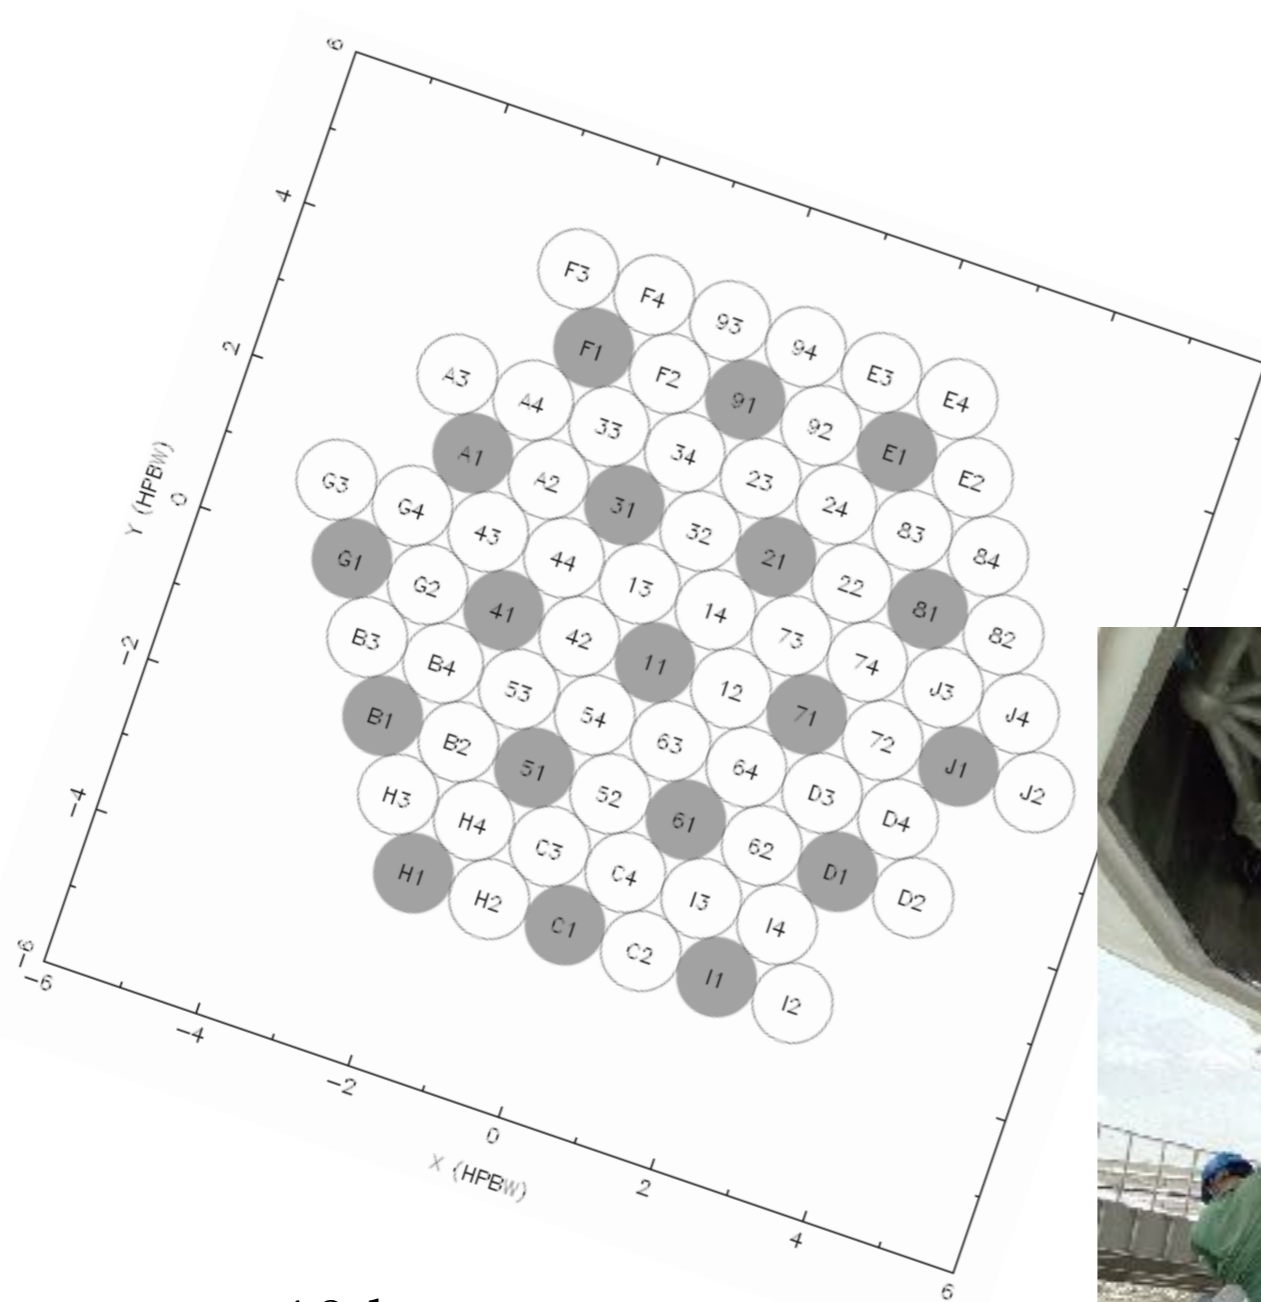 6
4
2
0
−2
−4
−6
Y (HPBW)
F3 F4 93 94 E3 E4
F1 F2 91 92 E1 E2
A3 A4 33 34 23 24 83 84
A1 A2 31 32 21 22 81 82
G3 G4 43 44 13 14 73 74 J3 J4
G1 G2 41 42 11 12 71 72 J1 J2
B3 B4 53 54 63 64 D3 D4
B1 B2 51 52 61 62 D1 D2
H3 H4 C3 C4 I3 I4
H1 H2 C1 C2 I1 I2
−6 −4 −2 0 2 4 6
X (HPBW)